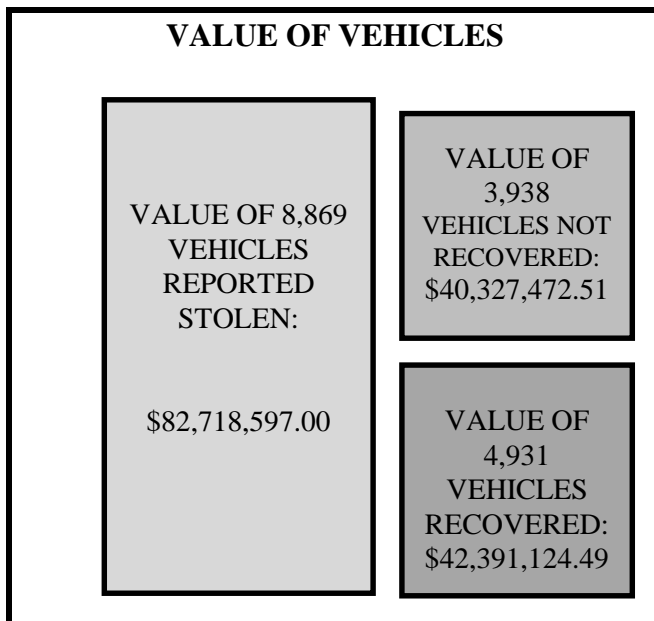 VALUE OF VEHICLES
VALUE OF 8,869
VEHICLES
REPORTED
STOLEN:
$82,718,597.00
VALUE OF
3,938
VEHICLES NOT
RECOVERED:
$40,327,472.51
VALUE OF
4,931
VEHICLES
RECOVERED:
$42,391,124.49